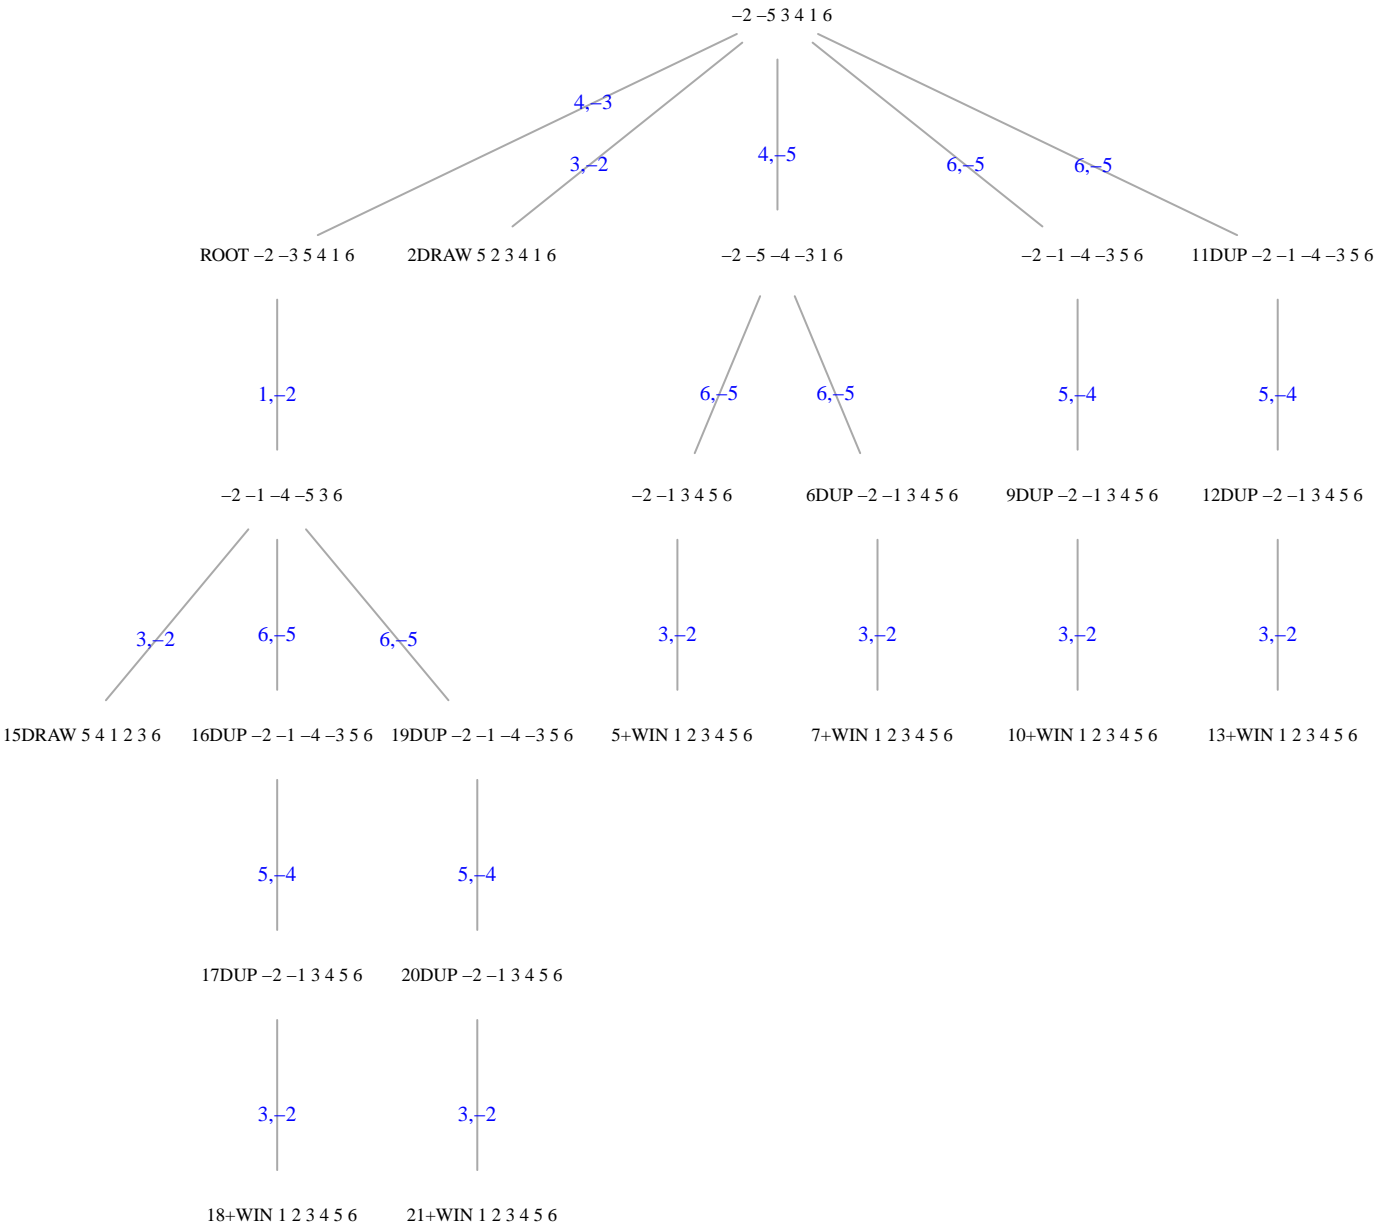 –2 –5 3 4 1 6
4,–3
3,–2
4,–5
6,–5
6,–5
ROOT –2 –3 5 4 1 6
2DRAW 5 2 3 4 1 6
–2 –5 –4 –3 1 6
–2 –1 –4 –3 5 6
11DUP –2 –1 –4 –3 5 6
1,–2
6,–5
6,–5
5,–4
5,–4
–2 –1 –4 –5 3 6
–2 –1 3 4 5 6
6DUP –2 –1 3 4 5 6
9DUP –2 –1 3 4 5 6
12DUP –2 –1 3 4 5 6
3,–2
6,–5
6,–5
3,–2
3,–2
3,–2
3,–2
15DRAW 5 4 1 2 3 6
16DUP –2 –1 –4 –3 5 6
19DUP –2 –1 –4 –3 5 6
5+WIN 1 2 3 4 5 6
7+WIN 1 2 3 4 5 6
10+WIN 1 2 3 4 5 6
13+WIN 1 2 3 4 5 6
5,–4
5,–4
17DUP –2 –1 3 4 5 6
20DUP –2 –1 3 4 5 6
3,–2
3,–2
18+WIN 1 2 3 4 5 6
21+WIN 1 2 3 4 5 6